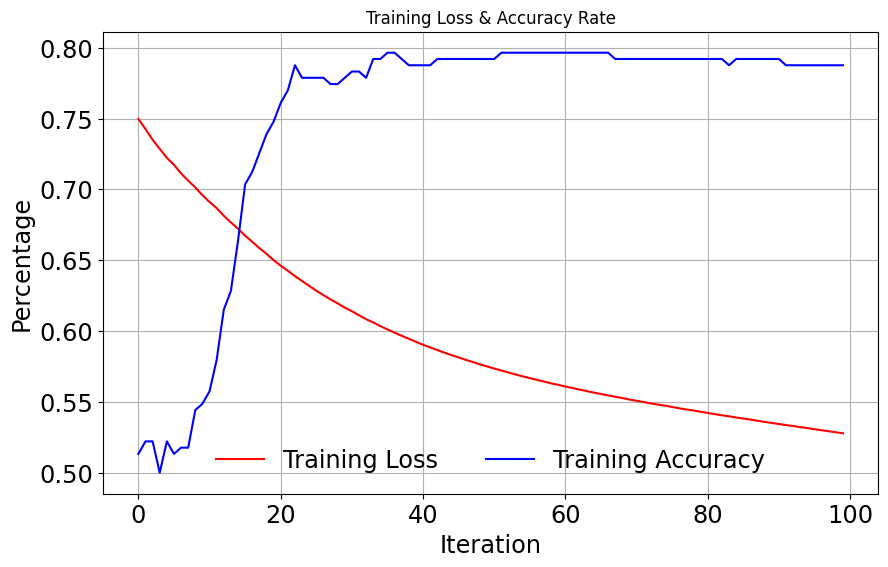 Training Loss & Accuracy Rate
0.80
0.75
0.70
0.65
0.60
0.55
0.50
Percentage
Training Loss
Training Accuracy
0 20 40 60 80 100
Iteration